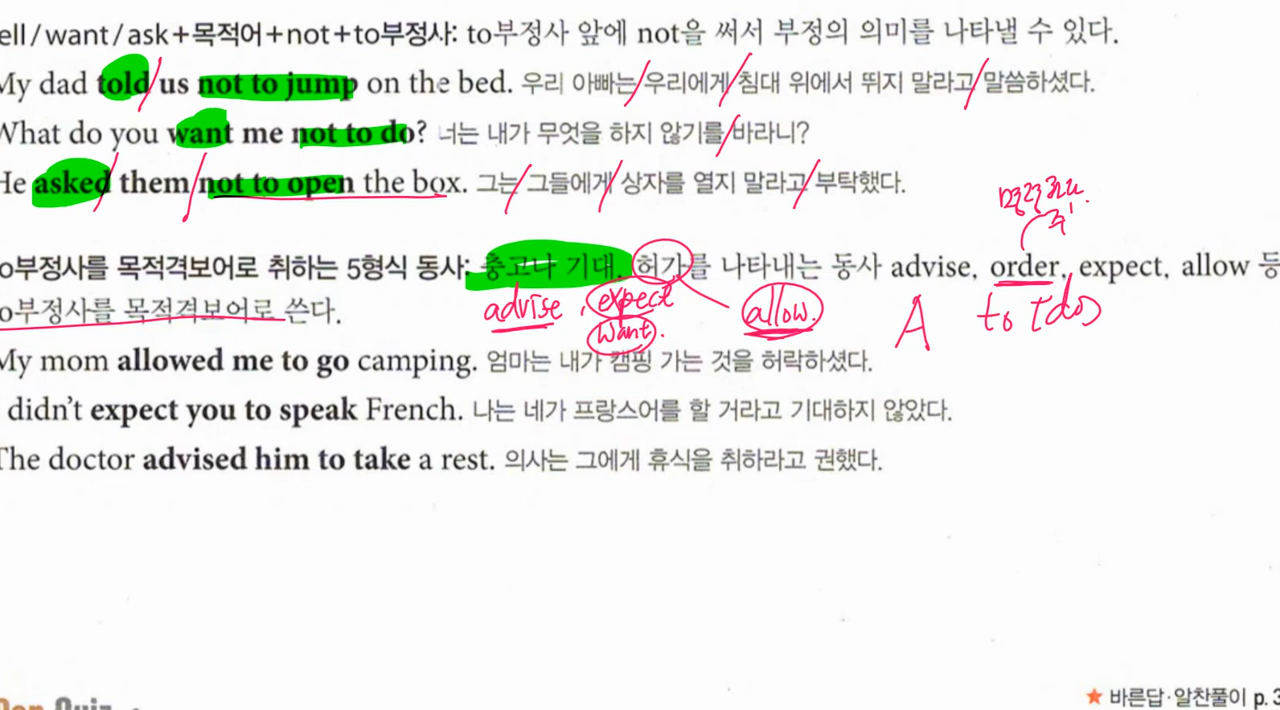 ell/want/ask+목적어+not+to부정사: to부정사 앞에 not을 써서 부정의 의미를 나타낼 수 있다.
My dad told us not to jump on the bed. 우리 아빠는 우리에게 침대 위에서 뛰지 말라고 말씀하셨다.
What do you want me not to do? 너는 내가 무엇을 하지 않기를 바라니?
He asked them not to open the box. 그는 그들에게 상자를 열지 말라고 부탁했다.
o부정사를 목적격보어로 취하는 5형식 동사: 충고나 기대, 허가를 나타내는 동사 advise, order, expect, allow 등
o부정사를 목적격보어로 쓴다.
advise, expect allow. A to [do]
want.
My mom allowed me to go camping. 엄마는 내가 캠핑 가는 것을 허락하셨다.
didn't expect you to speak French. 나는 네가 프랑스어를 할 거라고 기대하지 않았다.
The doctor advised him to take a rest. 의사는 그에게 휴식을 취하라고 권했다.
★ 바른답·알찬풀이 p.3